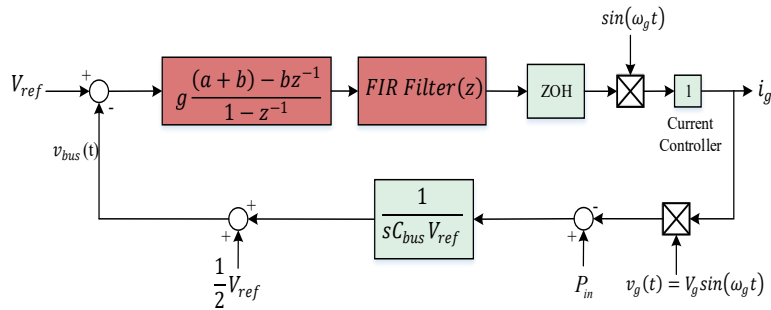 sin(ω_g t)
V_ref
+
-
g ((a + b) − bz⁻¹) / (1 − z⁻¹)
FIR Filter(z)
ZOH
1
i_g
Current
Controller
v_bus(t)
+
+
1 / (sC_bus V_ref)
-
+
1/2 V_ref
P_in
v_g(t) = V_g sin(ω_g t)